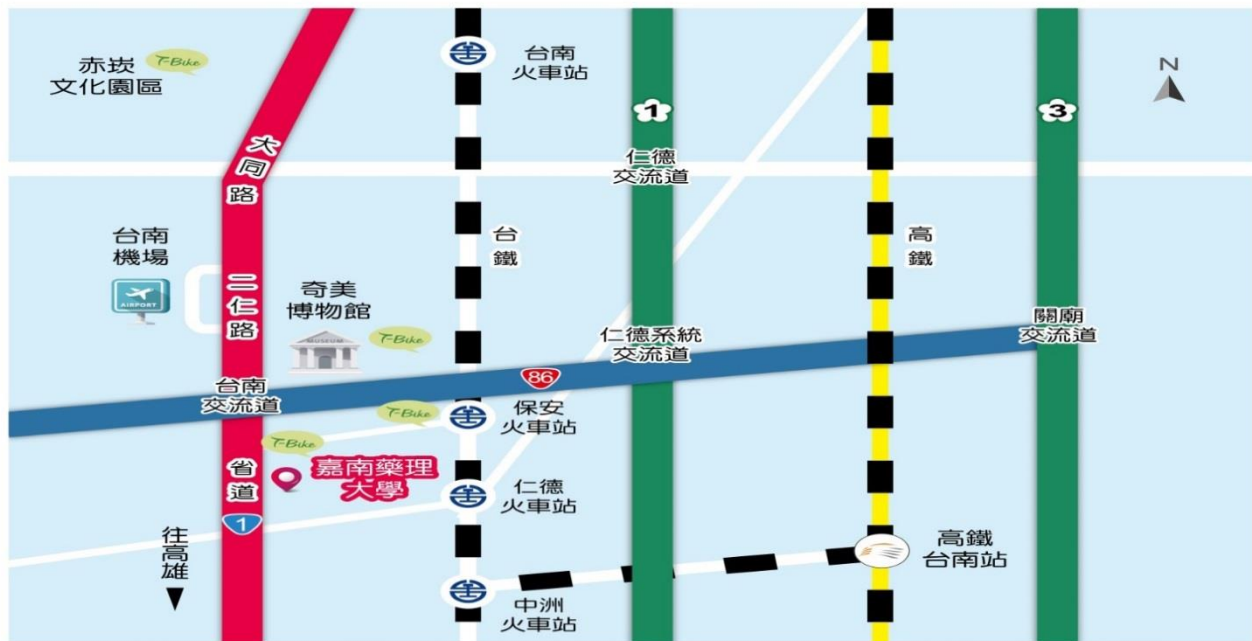 赤崁
文化園區
T-Bike
台南
火車站
N
1
3
大同路
仁德
交流道
台南
機場
AIRPORT
二仁路
台鐵
高鐵
奇美
博物館
MUSEUM
T-Bike
仁德系統
交流道
關廟
交流道
台南
交流道
86
T-Bike
保安
火車站
T-Bike
省道
嘉南藥理
大學
仁德
火車站
1
往高雄
高鐵
台南站
中洲
火車站